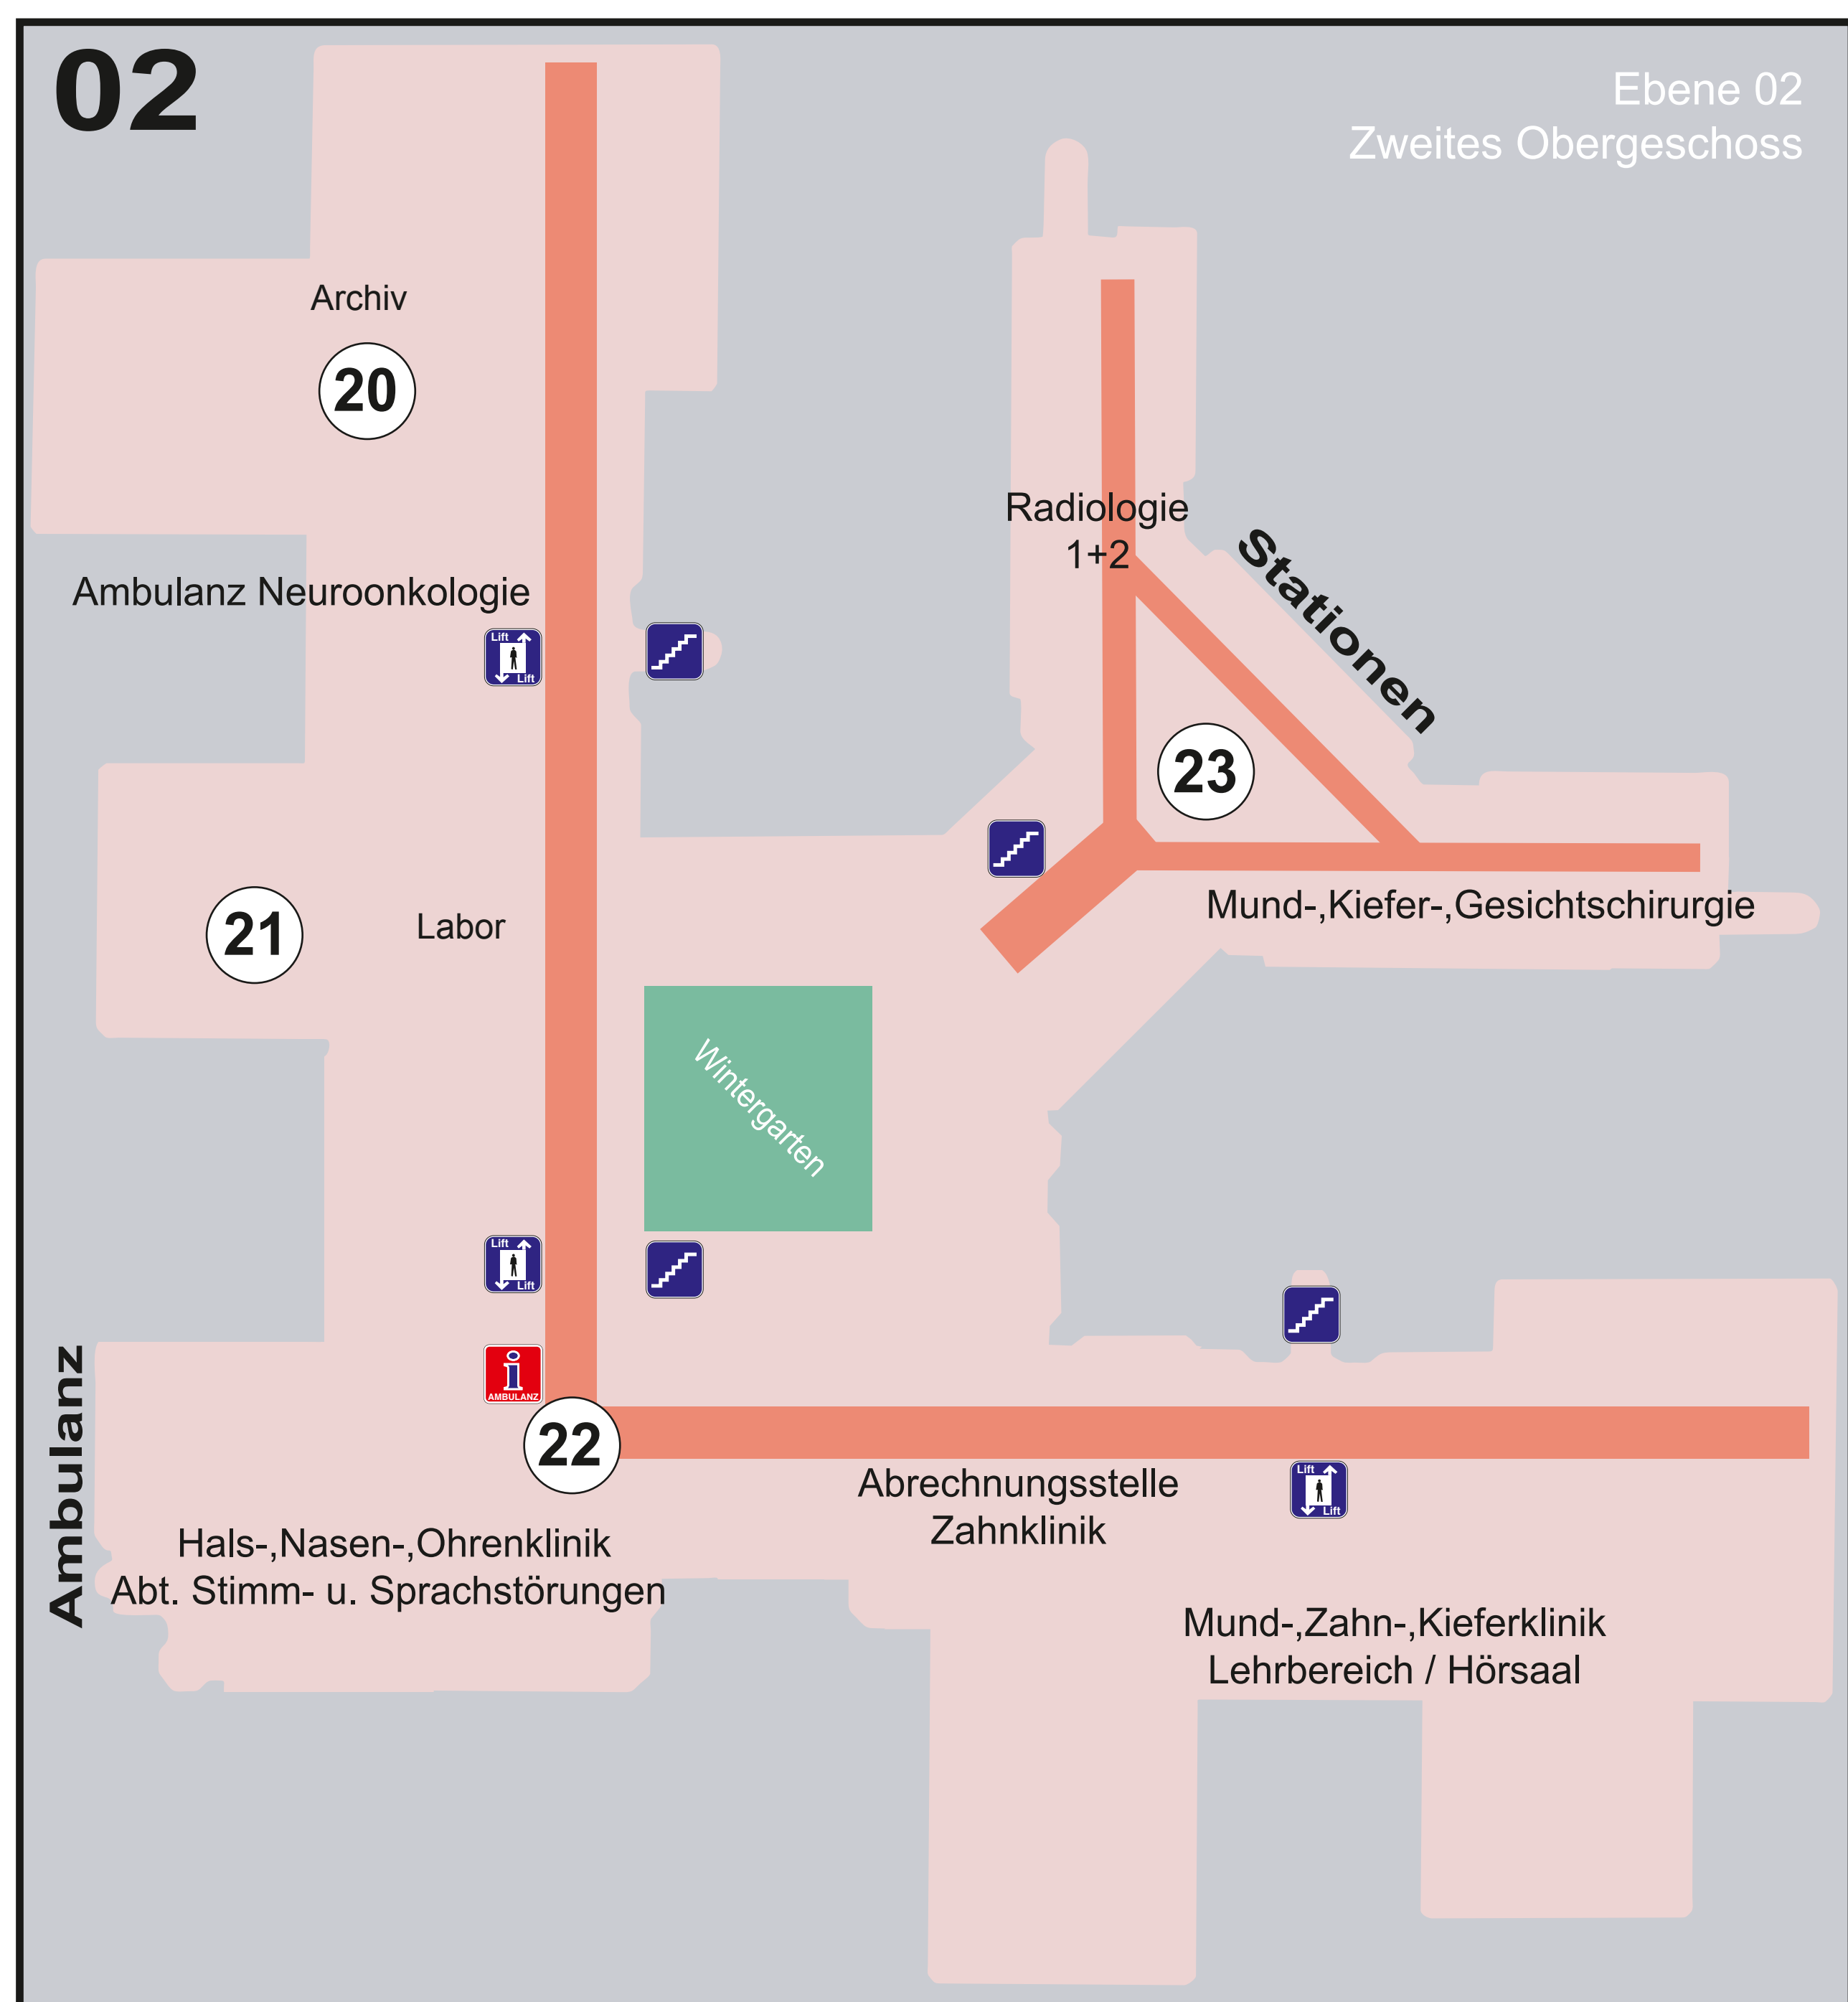 02
Ebene 02
Zweites Obergeschoss
Archiv
20
Radiologie
1+2
Stationen
Ambulanz Neuroonkologie
Lift
Lift
23
21
Labor
Mund-,Kiefer-,Gesichtschirurgie
Wintergarten
Lift
Lift
i
AMBULANZ
Ambulanz
22
Abrechnungsstelle
Zahnklinik
Lift
Lift
Hals-,Nasen-,Ohrenklinik
Abt. Stimm- u. Sprachstörungen
Mund-,Zahn-,Kieferklinik
Lehrbereich / Hörsaal